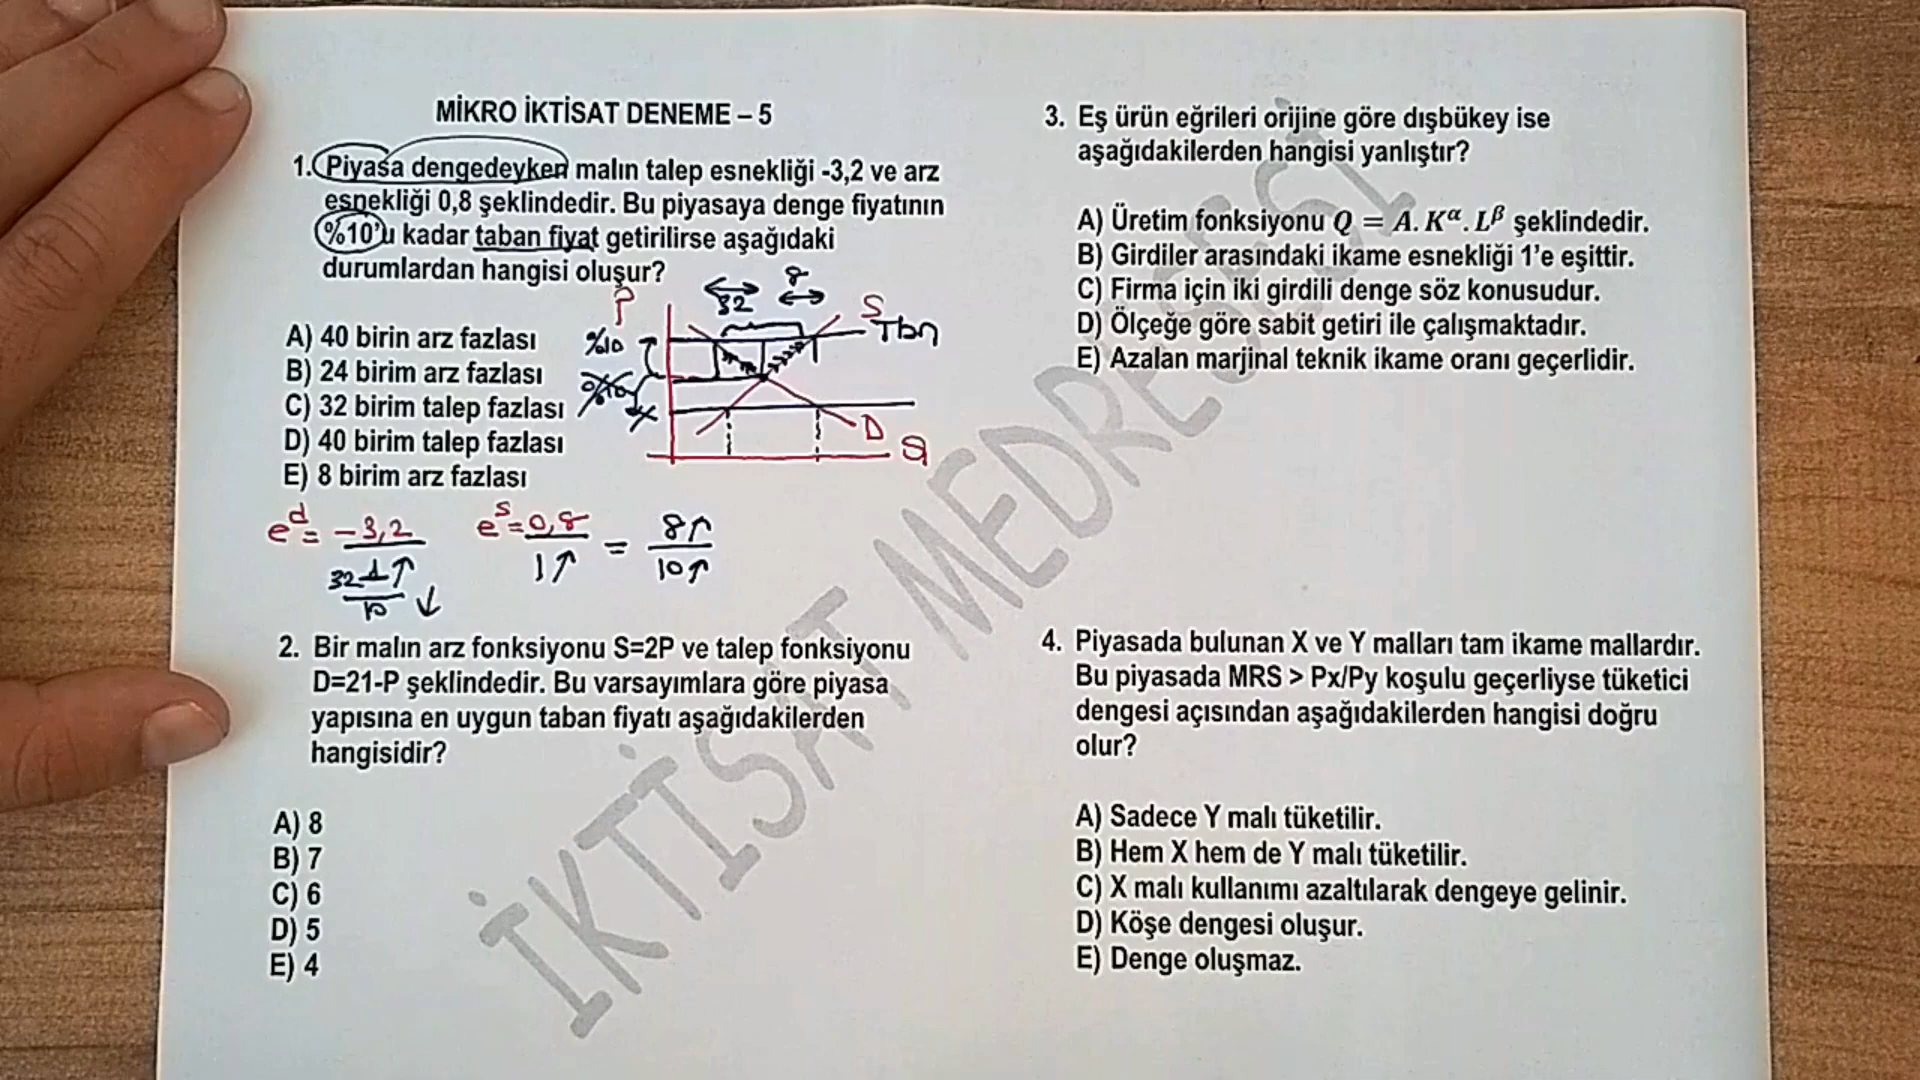 MİKRO İKTİSAT DENEME – 5
1. Piyasa dengedeyken malın talep esnekliği -3,2 ve arz
esnekliği 0,8 şeklindedir. Bu piyasaya denge fiyatının
%10'u kadar taban fiyat getirilirse aşağıdaki
durumlardan hangisi oluşur?
A) 40 birin arz fazlası
B) 24 birim arz fazlası
C) 32 birim talep fazlası
D) 40 birim talep fazlası
E) 8 birim arz fazlası
P
32
8
S
Tbn
%10
%10
D
Q
e^d = -3,2
1↑
32
10 ↓
e^s = 0,8
1↑
= 8↑
10↑
2. Bir malın arz fonksiyonu S=2P ve talep fonksiyonu
D=21-P şeklindedir. Bu varsayımlara göre piyasa
yapısına en uygun taban fiyatı aşağıdakilerden
hangisidir?
A) 8
B) 7
C) 6
D) 5
E) 4
3. Eş ürün eğrileri orijine göre dışbükey ise
aşağıdakilerden hangisi yanlıştır?
A) Üretim fonksiyonu Q = A. K^α. L^β şeklindedir.
B) Girdiler arasındaki ikame esnekliği 1'e eşittir.
C) Firma için iki girdili denge söz konusudur.
D) Ölçeğe göre sabit getiri ile çalışmaktadır.
E) Azalan marjinal teknik ikame oranı geçerlidir.
4. Piyasada bulunan X ve Y malları tam ikame mallardır.
Bu piyasada MRS > Px/Py koşulu geçerliyse tüketici
dengesi açısından aşağıdakilerden hangisi doğru
olur?
A) Sadece Y malı tüketilir.
B) Hem X hem de Y malı tüketilir.
C) X malı kullanımı azaltılarak dengeye gelinir.
D) Köşe dengesi oluşur.
E) Denge oluşmaz.
İKTİSAT MEDRESESİ